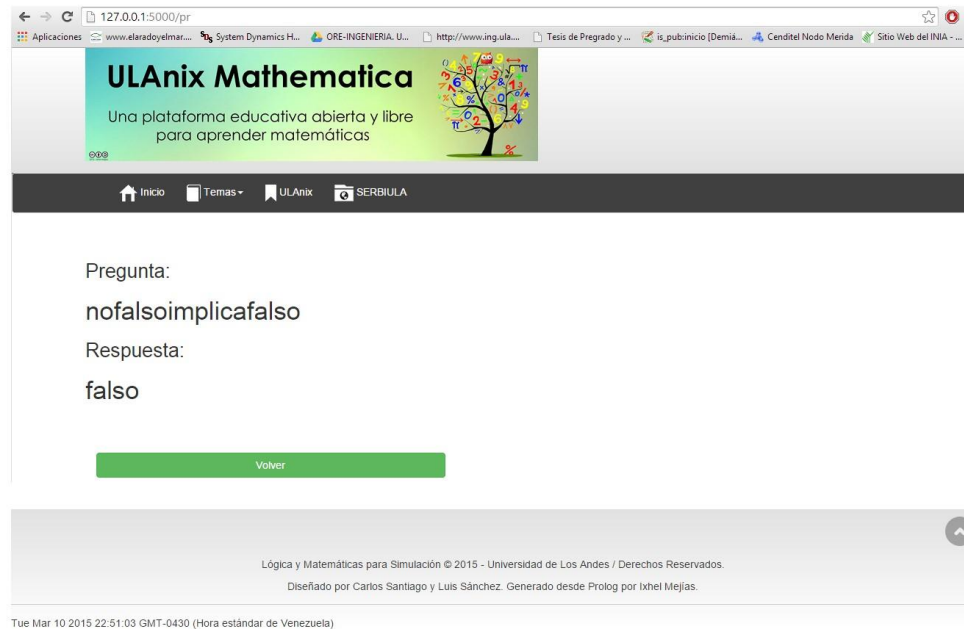 127.0.0.1:5000/pr
Aplicaciones www.elaradoyelmar.... System Dynamics H... ORE-INGENIERIA. U... http://www.ing.ula.... Tesis de Pregrado y ... is_pub:inicio [Demiá... Cenditel Nodo Merida Sitio Web del INIA - ...
ULAnix Mathematica
Una plataforma educativa abierta y libre
para aprender matemáticas
Inicio Temas ULAnix SERBIULA
Pregunta:
nofalsoimplicafalso
Respuesta:
falso
Volver
Lógica y Matemáticas para Simulación © 2015 - Universidad de Los Andes / Derechos Reservados.
Diseñado por Carlos Santiago y Luis Sánchez. Generado desde Prolog por Ixhel Mejías.
Tue Mar 10 2015 22:51:03 GMT-0430 (Hora estándar de Venezuela)